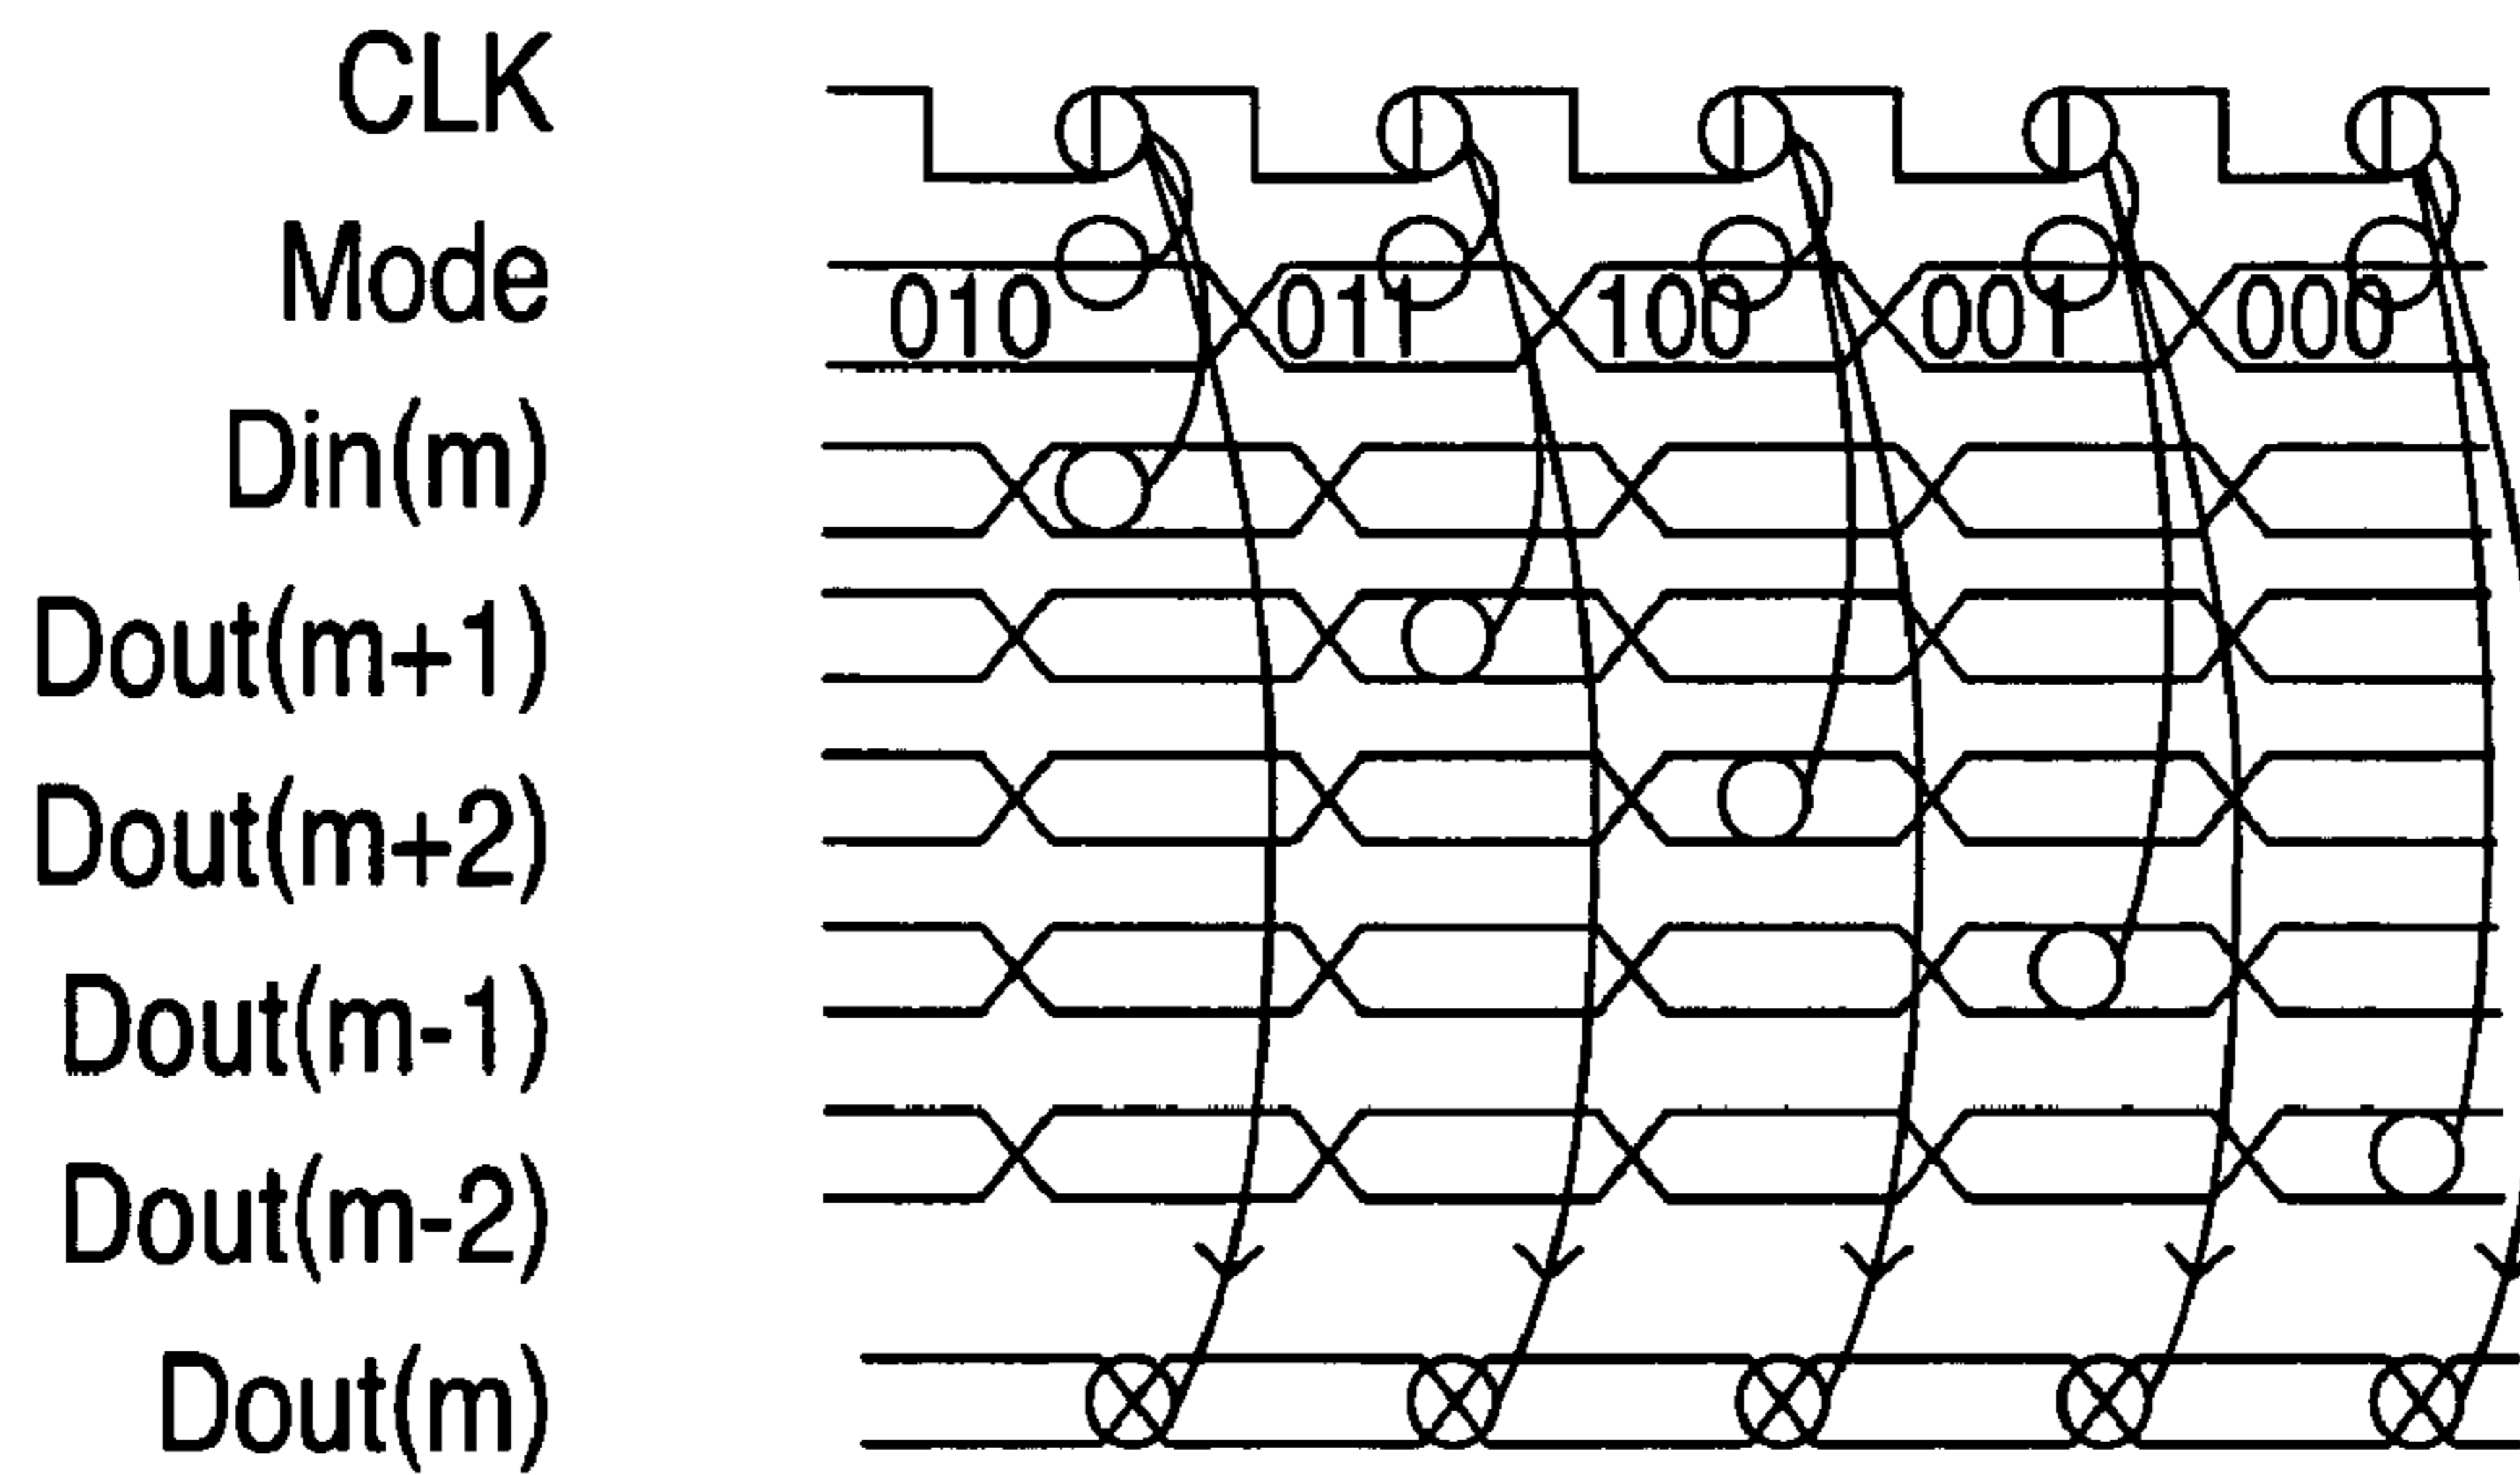 CLK
Mode
010 011 100 001 000
Din(m)
Dout(m+1)
Dout(m+2)
Dout(m-1)
Dout(m-2)
Dout(m)